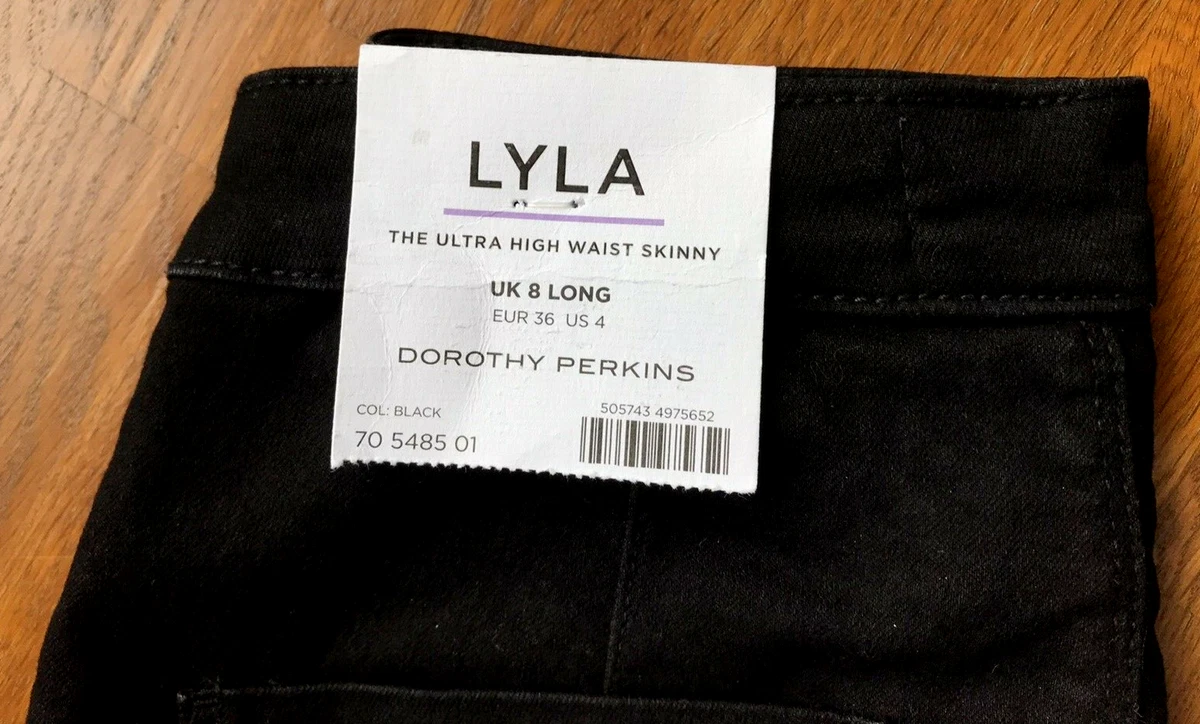 LYLA
THE ULTRA HIGH WAIST SKINNY
UK 8 LONG
EUR 36 US 4
DOROTHY PERKINS
COL: BLACK
505743 4975652
70 5485 01